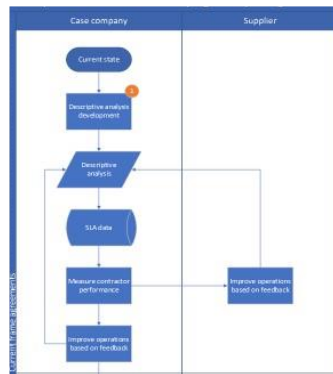 Case company
Supplier
Current state
1
Descriptive analysis
development
Descriptive
analysis
SLA data
Measure contractor
performance
Improve operations
based on feedback
Improve operations
based on feedback
Current frame agreements